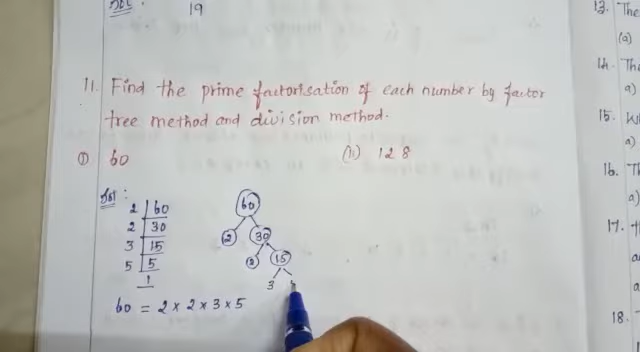 Sol: 19
11. Find the prime factorisation of each number by factor
tree method and division method.
(i) 60 (ii) 128
Sol:
2 | 60
2 | 30
3 | 15
5 | 5
1
60 = 2 × 2 × 3 × 5
60
2 30
2 15
3
13. The
(a)
14. The
a)
15.
a)
16. Th
a)
17.
a
a
18.